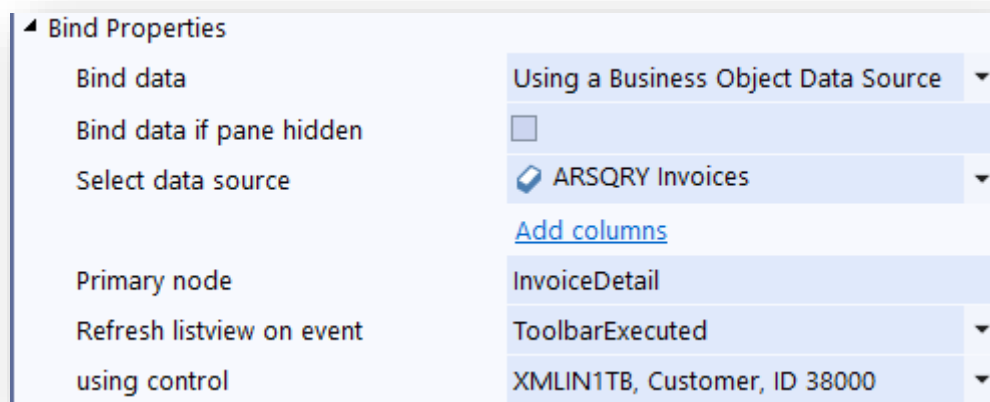 Bind Properties
Bind data Using a Business Object Data Source
Bind data if pane hidden
Select data source ARSQRY Invoices
Add columns
Primary node InvoiceDetail
Refresh listview on event ToolbarExecuted
using control XMLIN1TB, Customer, ID 38000